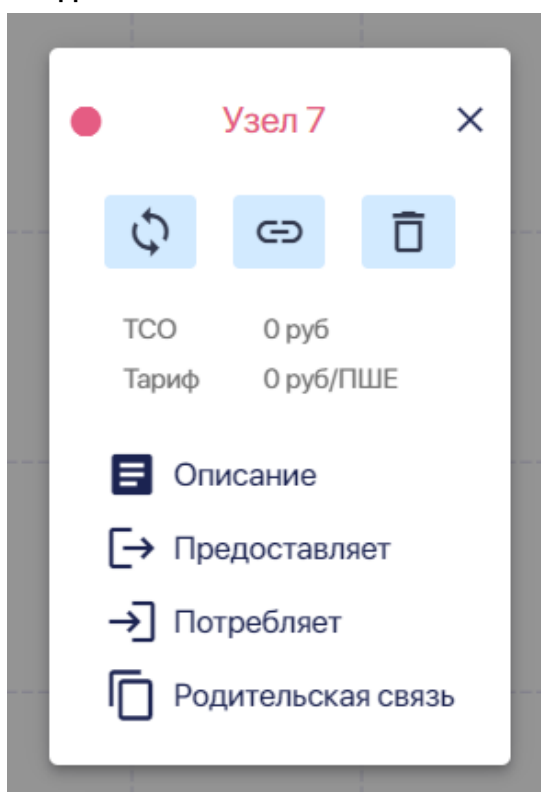 Узел 7
ТСО 0 руб
Тариф 0 руб/ПШЕ
Описание
Предоставляет
Потребляет
Родительская связь